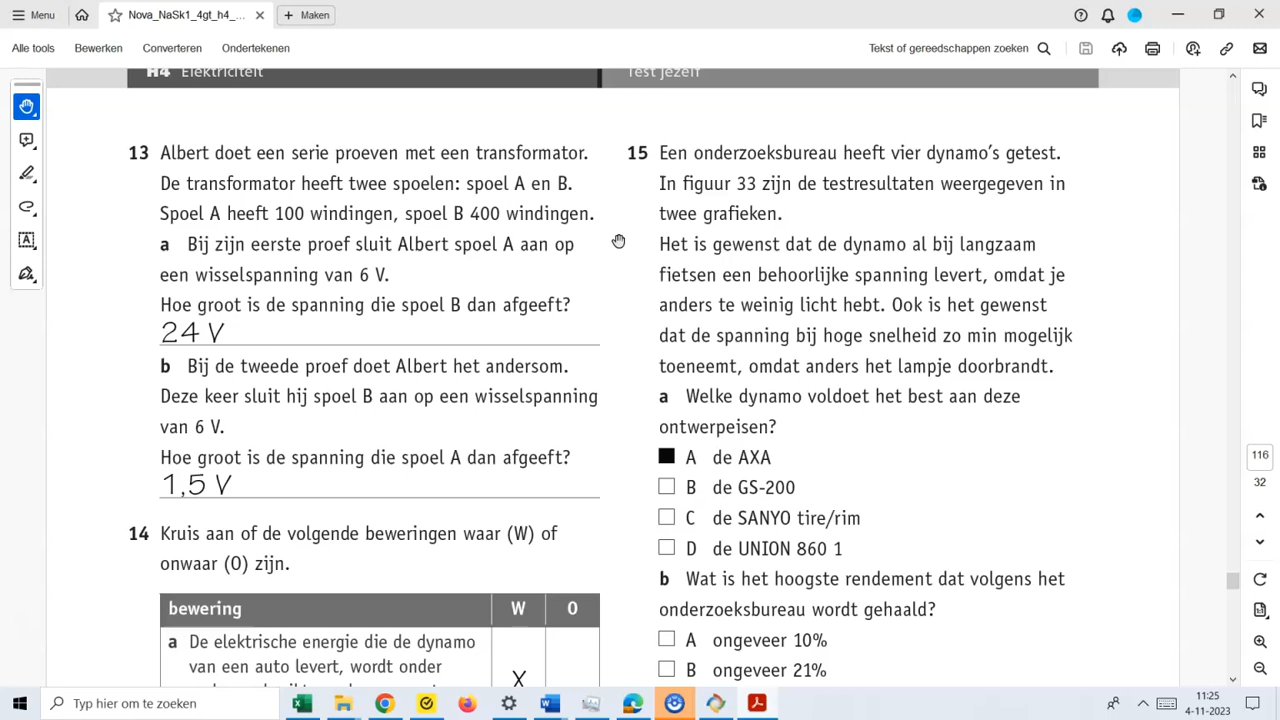 Menu
Nova_NaSk1_4gt_h4_...
Maken
Alle tools
Bewerken
Converteren
Ondertekenen
Tekst of gereedschappen zoeken
H4 Elektriciteit
Test jezelf
13 Albert doet een serie proeven met een transformator.
De transformator heeft twee spoelen: spoel A en B.
Spoel A heeft 100 windingen, spoel B 400 windingen.
a Bij zijn eerste proef sluit Albert spoel A aan op
een wisselspanning van 6 V.
Hoe groot is de spanning die spoel B dan afgeeft?
24 V
b Bij de tweede proef doet Albert het andersom.
Deze keer sluit hij spoel B aan op een wisselspanning
van 6 V.
Hoe groot is de spanning die spoel A dan afgeeft?
1,5 V
14 Kruis aan of de volgende beweringen waar (W) of
onwaar (O) zijn.
bewering W O
a De elektrische energie die de dynamo
van een auto levert, wordt onder
X
15 Een onderzoeksbureau heeft vier dynamo's getest.
In figuur 33 zijn de testresultaten weergegeven in
twee grafieken.
Het is gewenst dat de dynamo al bij langzaam
fietsen een behoorlijke spanning levert, omdat je
anders te weinig licht hebt. Ook is het gewenst
dat de spanning bij hoge snelheid zo min mogelijk
toeneemt, omdat anders het lampje doorbrandt.
a Welke dynamo voldoet het best aan deze
ontwerpeisen?
A de AXA
B de GS-200
C de SANYO tire/rim
D de UNION 860 1
b Wat is het hoogste rendement dat volgens het
onderzoeksbureau wordt gehaald?
A ongeveer 10%
B ongeveer 21%
116
32
Typ hier om te zoeken
11:25
4-11-2023